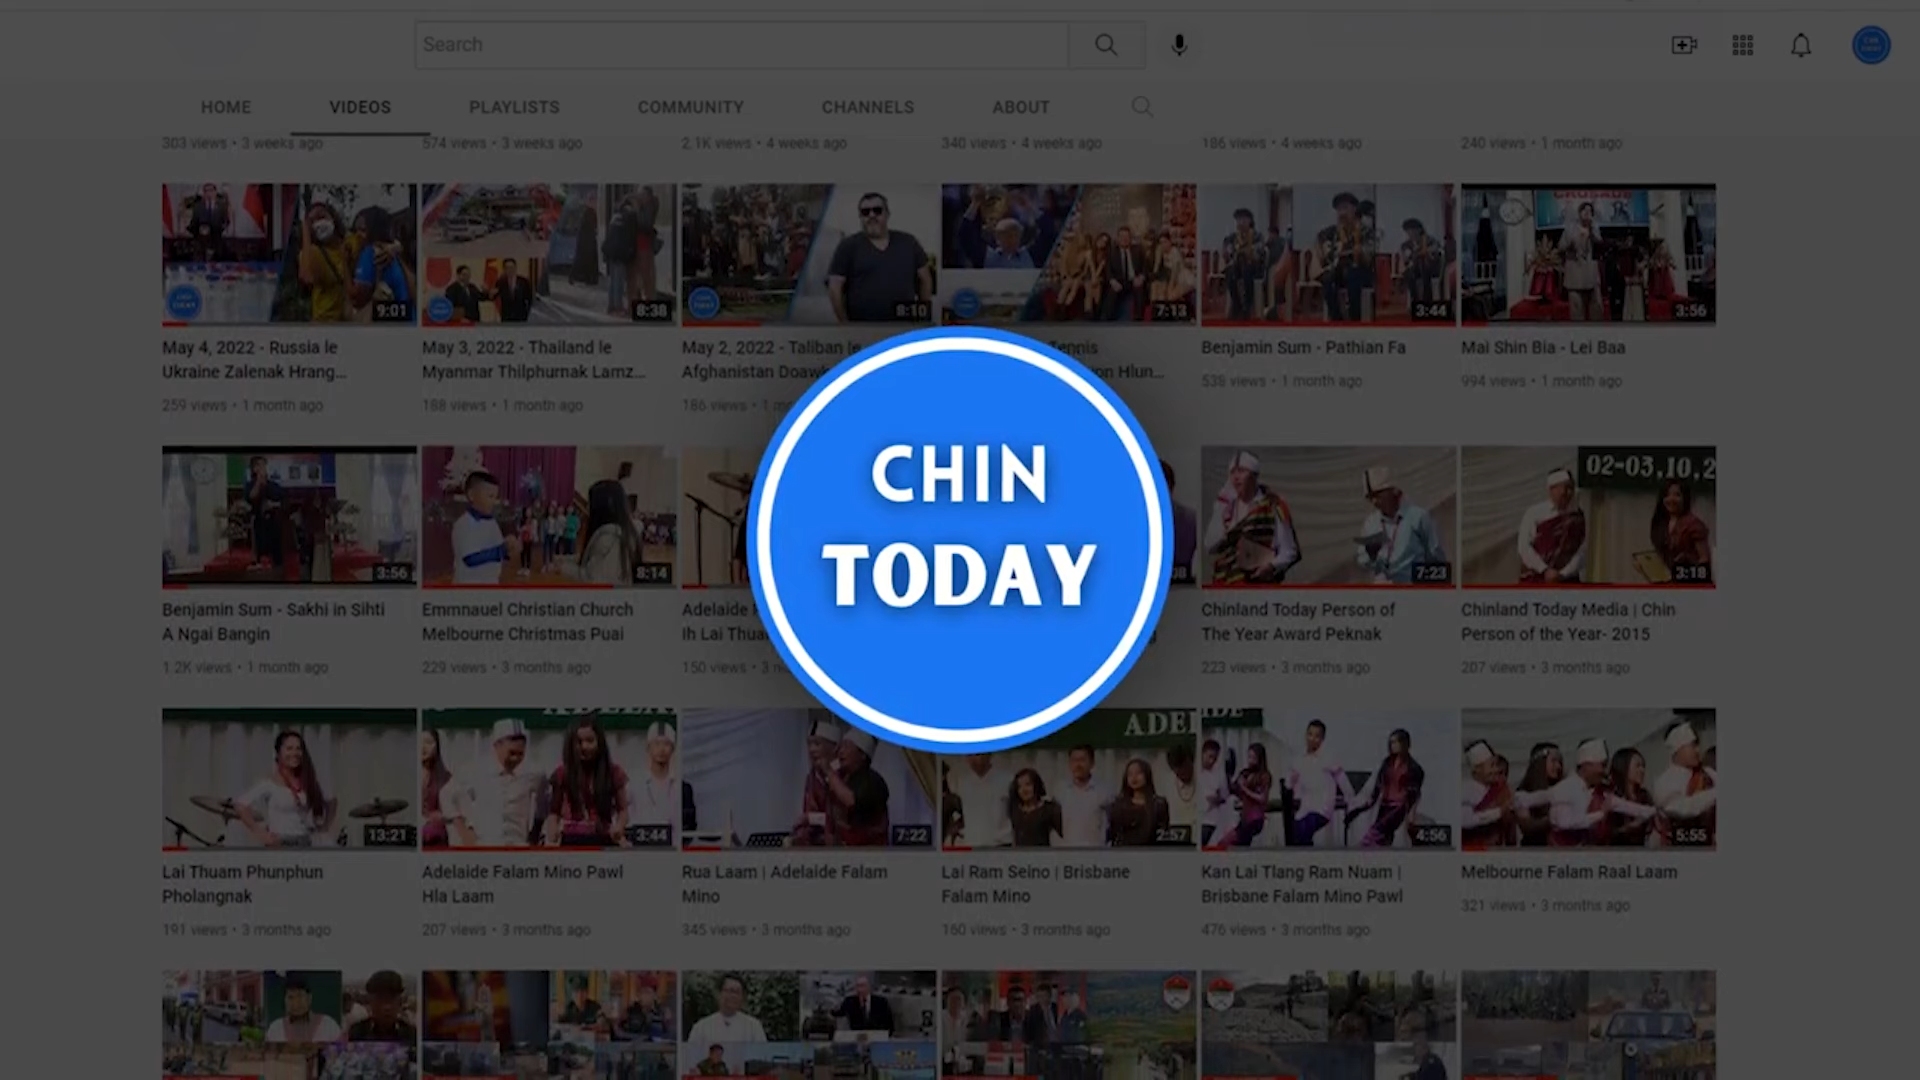 Search
HOME
VIDEOS
PLAYLISTS
COMMUNITY
CHANNELS
ABOUT
303 views • 3 weeks ago
574 views • 3 weeks ago
2.1K views • 4 weeks ago
340 views • 4 weeks ago
186 views • 4 weeks ago
240 views • 1 month ago
9:01
8:38
8:10
7:13
3:44
3:56
May 4, 2022 - Russia le
Ukraine Zalenak Hrang...
259 views • 1 month ago
May 3, 2022 - Thailand le
Myanmar Thilphurnak Lamz...
188 views • 1 month ago
May 2, 2022 - Taliban le
Afghanistan
186 views • 1
Tennis
Hlun...
Benjamin Sum - Pathian Fa
538 views • 1 month ago
Mai Shin Bia - Lei Baa
994 views • 1 month ago
CHIN
TODAY
02-03,10,2
3:56
8:14
7:23
3:18
Benjamin Sum - Sakhi in Sihti
A Ngai Bangin
1.2K views • 1 month ago
Emmnauel Christian Church
Melbourne Christmas Puai
229 views • 3 months ago
Adelaide
Ih Lai
150 views • 3
Chinland Today Person of
The Year Award Peknak
223 views • 3 months ago
Chinland Today Media | Chin
Person of the Year- 2015
207 views • 3 months ago
13:21
3:44
7:22
2:57
4:56
5:55
Lai Thuam Phunphun
Pholangnak
191 views • 3 months ago
Adelaide Falam Mino Pawl
Hla Laam
207 views • 3 months ago
Rua Laam | Adelaide Falam
Mino
345 views • 3 months ago
Lai Ram Seino | Brisbane
Falam Mino
160 views • 3 months ago
Kan Lai Tlang Ram Nuam |
Brisbane Falam Mino Pawl
476 views • 3 months ago
Melbourne Falam Raal Laam
321 views • 3 months ago